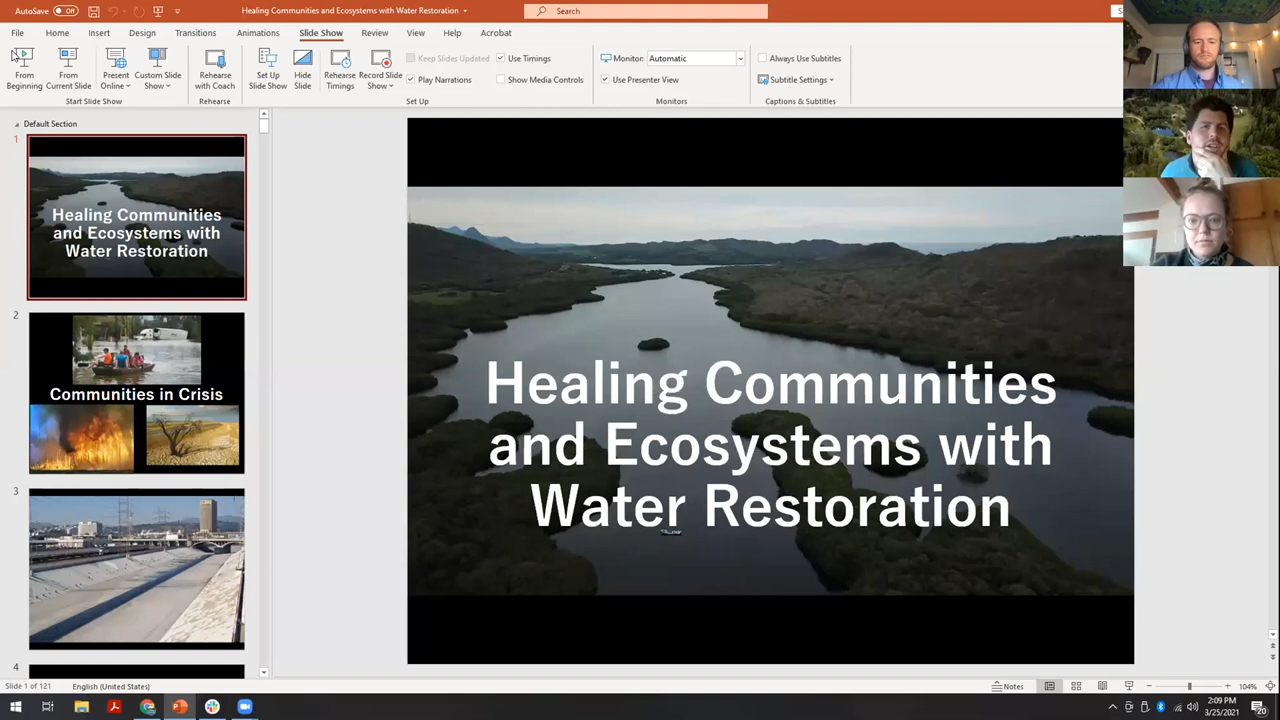 AutoSave Off
Healing Communities and Ecosystems with Water Restoration
Search
File Home Insert Design Transitions Animations Slide Show Review View Help Acrobat
From Beginning
From Current Slide
Present Online
Custom Slide Show
Start Slide Show
Rehearse with Coach
Rehearse
Set Up Slide Show
Hide Slide
Rehearse Timings
Record Slide Show
Keep Slides Updated
Play Narrations
Use Timings
Show Media Controls
Set Up
Monitor: Automatic
Use Presenter View
Monitors
Always Use Subtitles
Subtitle Settings
Captions & Subtitles
Default Section
1
Healing Communities
and Ecosystems with
Water Restoration
2
Communities in Crisis
3
4
Healing Communities
and Ecosystems with
Water Restoration
Slide 1 of 121 English (United States)
Notes
104%
2:09 PM
3/25/2021
20